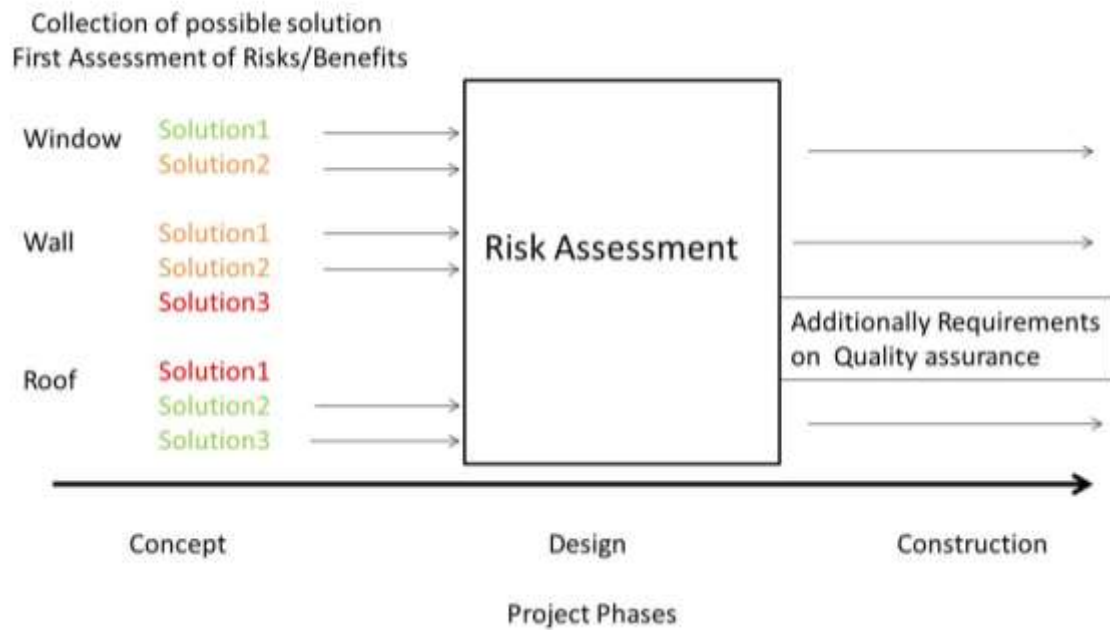 Collection of possible solution
First Assessment of Risks/Benefits
Window
Solution1
Solution2
Wall
Solution1
Solution2
Solution3
Roof
Solution1
Solution2
Solution3
Risk Assessment
Additionally Requirements
on Quality assurance
Concept
Design
Construction
Project Phases